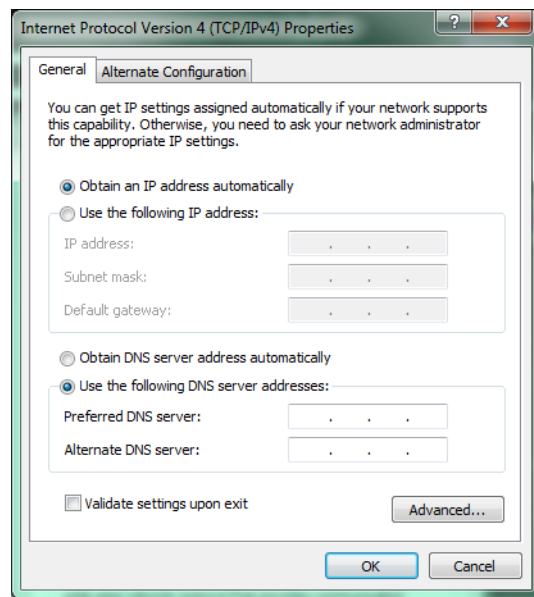 Internet Protocol Version 4 (TCP/IPv4) Properties
General
Alternate Configuration
You can get IP settings assigned automatically if your network supports
this capability. Otherwise, you need to ask your network administrator
for the appropriate IP settings.
Obtain an IP address automatically
Use the following IP address:
IP address:
Subnet mask:
Default gateway:
Obtain DNS server address automatically
Use the following DNS server addresses:
Preferred DNS server:
Alternate DNS server:
Validate settings upon exit
Advanced...
OK
Cancel